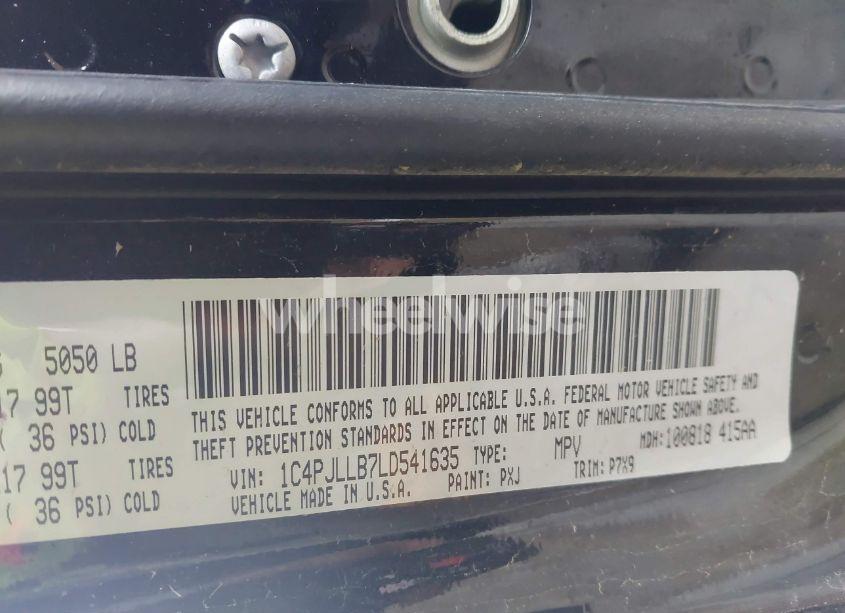 5050 LB
17 99T TIRES
( 36 PSI) COLD
17 99T TIRES
( 36 PSI) COLD
wheelwise
THIS VEHICLE CONFORMS TO ALL APPLICABLE U.S.A. FEDERAL MOTOR VEHICLE SAFETY AND
THEFT PREVENTION STANDARDS IN EFFECT ON THE DATE OF MANUFACTURE SHOWN ABOVE.
VIN: 1C4PJLLB7LD541635 TYPE: MPV MDH:100818 415AA
VEHICLE MADE IN U.S.A. PAINT: PXJ TRIM: P7X9